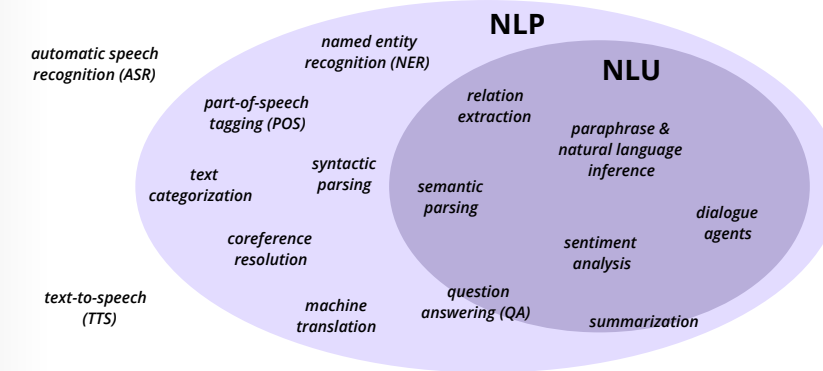 NLP
NLU
automatic speech
recognition (ASR)
named entity
recognition (NER)
part-of-speech
tagging (POS)
relation
extraction
paraphrase &
natural language
inference
text
categorization
syntactic
parsing
semantic
parsing
dialogue
agents
coreference
resolution
sentiment
analysis
text-to-speech
(TTS)
machine
translation
question
answering (QA)
summarization